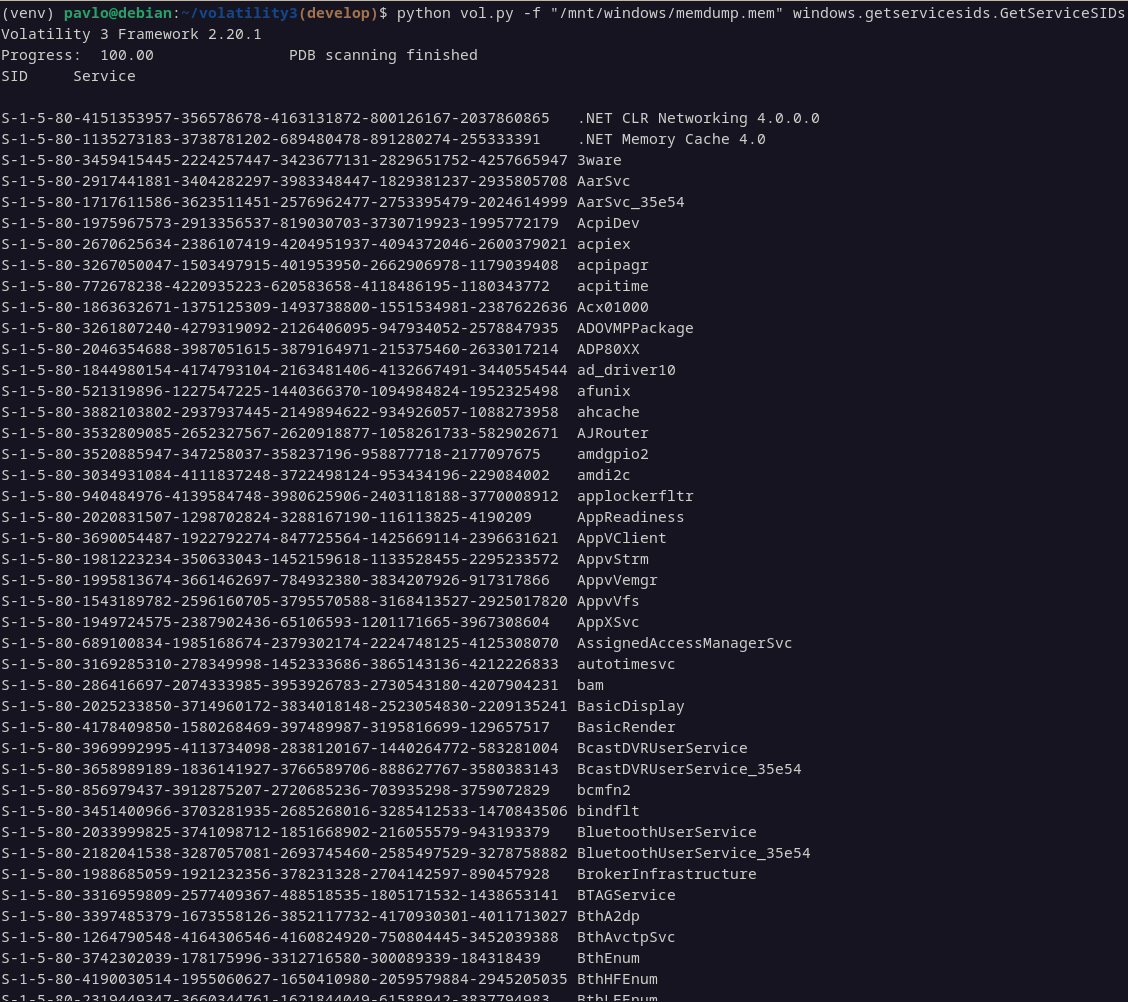 (venv) pavlo@debian:~/volatility3(develop)$ python vol.py -f "/mnt/windows/memdump.mem" windows.getservicesids.GetServiceSIDs
Volatility 3 Framework 2.20.1
Progress:  100.00               PDB scanning finished
SID     Service
S-1-5-80-4151353957-356578678-4163131872-800126167-2037860865   .NET CLR Networking 4.0.0.0
S-1-5-80-1135273183-3738781202-689480478-891280274-255333391    .NET Memory Cache 4.0
S-1-5-80-3459415445-2224257447-3423677131-2829651752-4257665947 3ware
S-1-5-80-2917441881-3404282297-3983348447-1829381237-2935805708 AarSvc
S-1-5-80-1717611586-3623511451-2576962477-2753395479-2024614999 AarSvc_35e54
S-1-5-80-1975967573-2913356537-819030703-3730719923-1995772179  AcpiDev
S-1-5-80-2670625634-2386107419-4204951937-4094372046-2600379021 acpiex
S-1-5-80-3267050047-1503497915-401953950-2662906978-1179039408  acpipagr
S-1-5-80-772678238-4220935223-620583658-4118486195-1180343772   acpitime
S-1-5-80-1863632671-1375125309-1493738800-1551534981-2387622636 Acx01000
S-1-5-80-3261807240-4279319092-2126406095-947934052-2578847935  ADOVMPPackage
S-1-5-80-2046354688-3987051615-3879164971-215375460-2633017214  ADP80XX
S-1-5-80-1844980154-4174793104-2163481406-4132667491-3440554544 ad_driver10
S-1-5-80-521319896-1227547225-1440366370-1094984824-1952325498  afunix
S-1-5-80-3882103802-2937937445-2149894622-934926057-1088273958  ahcache
S-1-5-80-3532809085-2652327567-2620918877-1058261733-582902671  AJRouter
S-1-5-80-3520885947-347258037-358237196-958877718-2177097675    amdgpio2
S-1-5-80-3034931084-4111837248-3722498124-953434196-229084002   amdi2c
S-1-5-80-940484976-4139584748-3980625906-2403118188-3770008912  applockerfltr
S-1-5-80-2020831507-1298702824-3288167190-116113825-4190209     AppReadiness
S-1-5-80-3690054487-1922792274-847725564-1425669114-2396631621  AppVClient
S-1-5-80-1981223234-350633043-1452159618-1133528455-2295233572  AppvStrm
S-1-5-80-1995813674-3661462697-784932380-3834207926-917317866   AppvVemgr
S-1-5-80-1543189782-2596160705-3795570588-3168413527-2925017820 AppvVfs
S-1-5-80-1949724575-2387902436-65106593-1201171665-3967308604   AppXSvc
S-1-5-80-689100834-1985168674-2379302174-2224748125-4125308070  AssignedAccessManagerSvc
S-1-5-80-3169285310-278349998-1452333686-3865143136-4212226833  autotimesvc
S-1-5-80-286416697-2074333985-3953926783-2730543180-4207904231  bam
S-1-5-80-2025233850-3714960172-3834018148-2523054830-2209135241 BasicDisplay
S-1-5-80-4178409850-1580268469-397489987-3195816699-129657517   BasicRender
S-1-5-80-3969992995-4113734098-2838120167-1440264772-583281004  BcastDVRUserService
S-1-5-80-3658989189-1836141927-3766589706-888627767-3580383143  BcastDVRUserService_35e54
S-1-5-80-856979437-3912875207-2720685236-703935298-3759072829   bcmfn2
S-1-5-80-3451400966-3703281935-2685268016-3285412533-1470843506 bindflt
S-1-5-80-2033999825-3741098712-1851668902-216055579-943193379   BluetoothUserService
S-1-5-80-2182041538-3287057081-2693745460-2585497529-3278758882 BluetoothUserService_35e54
S-1-5-80-1988685059-1921232356-378231328-2704142597-890457928   BrokerInfrastructure
S-1-5-80-3316959809-2577409367-488518535-1805171532-1438653141  BTAGService
S-1-5-80-3397485379-1673558126-3852117732-4170930301-4011713027 BthA2dp
S-1-5-80-1264790548-4164306546-4160824920-750804445-3452039388  BthAvctpSvc
S-1-5-80-3742302039-178175996-3312716580-300089339-184318439    BthEnum
S-1-5-80-4190030514-1955060627-1650410980-2059579884-2945205035 BthHFEnum
S-1-5-80-2319449347-3660344761-1621844049-61588942-3837794983   BthLEEnum